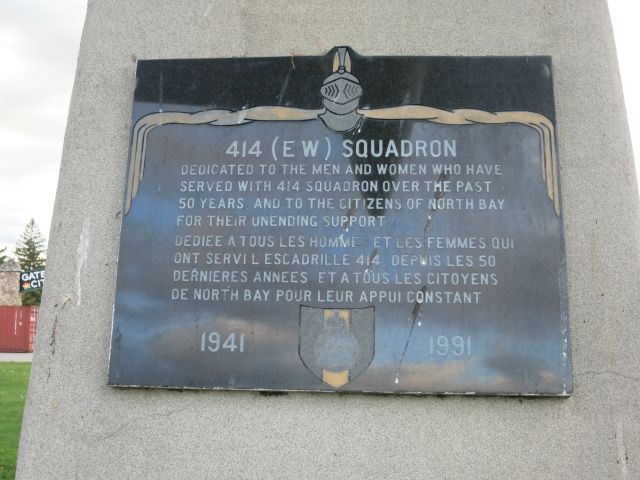 414 (EW) SQUADRON
DEDICATED TO THE MEN AND WOMEN WHO HAVE
SERVED WITH 414 SQUADRON OVER THE PAST
50 YEARS, AND TO THE CITIZENS OF NORTH BAY
FOR THEIR UNENDING SUPPORT.
DEDIEE A TOUS LES HOMMES ET LES FEMMES QUI
ONT SERVI L'ESCADRILLE 414, DEPUIS LES 50
DERNIERES ANNEES, ET A TOUS LES CITOYENS
DE NORTH BAY POUR LEUR APPUI CONSTANT.
1941 1991
GATE